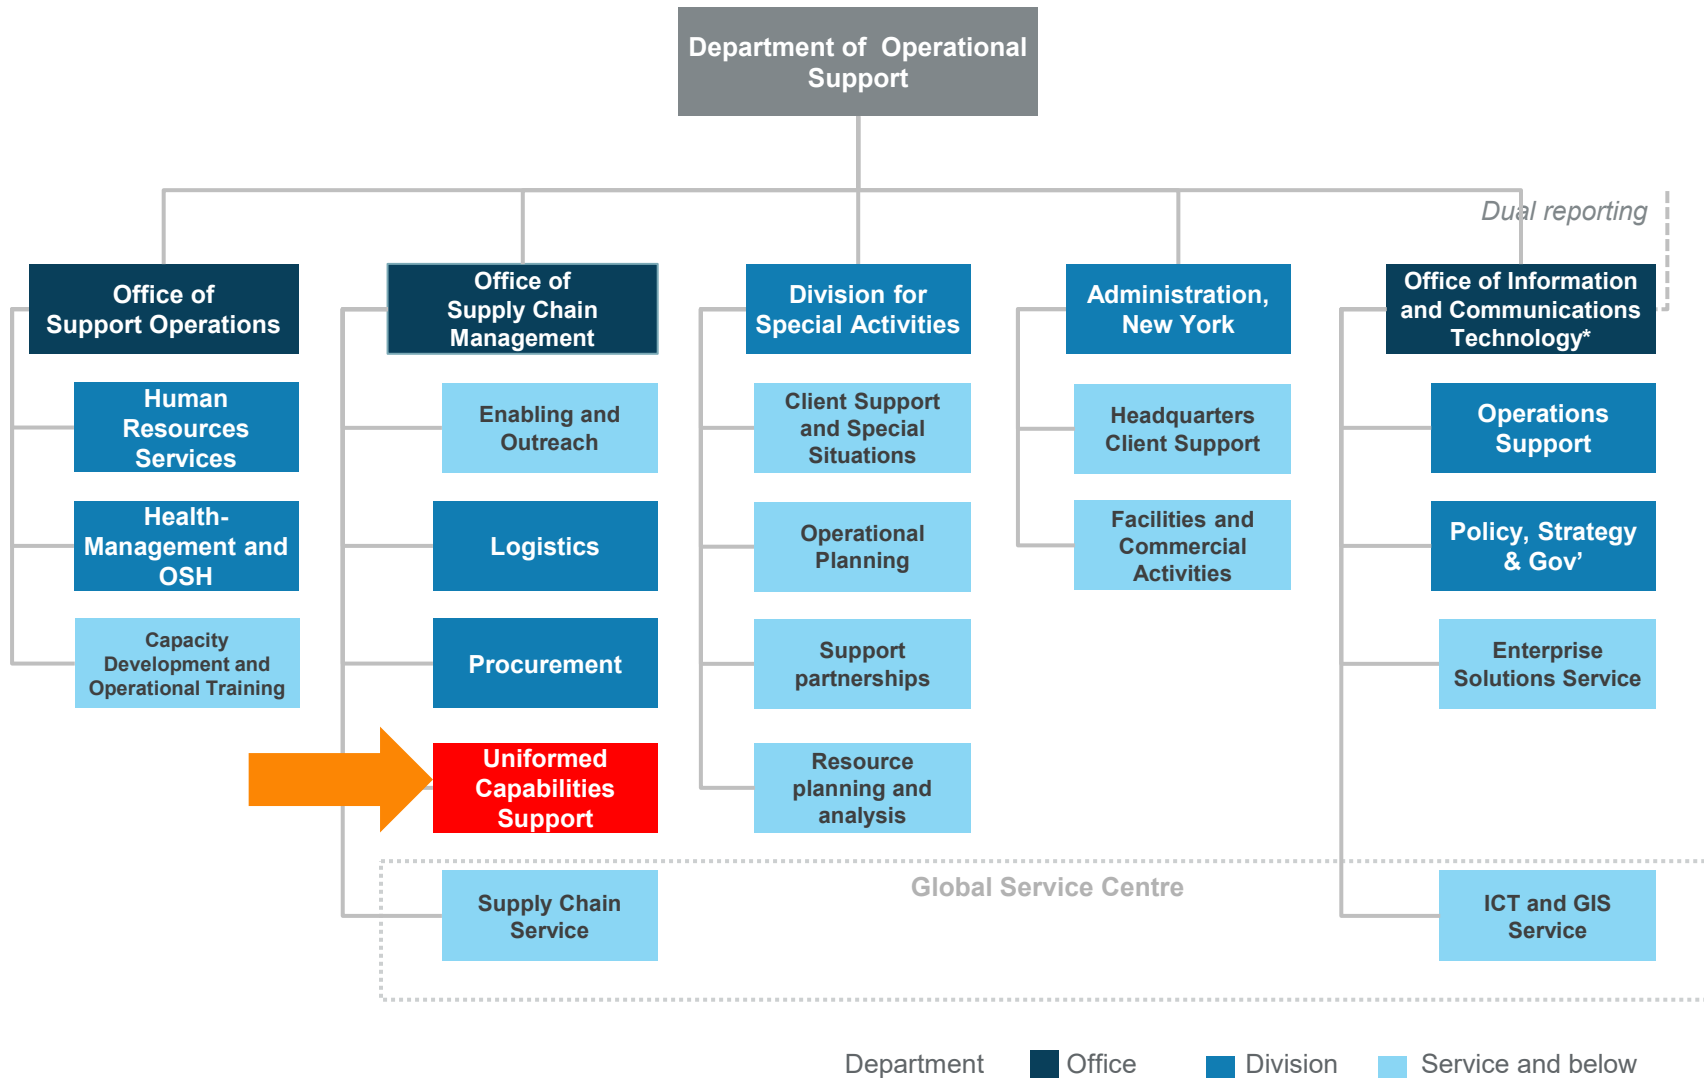 Department of Operational
Support
Dual reporting
Office of
Support Operations
Office of
Supply Chain
Management
Division for
Special Activities
Administration,
New York
Office of Information
and Communications
Technology*
Human
Resources
Services
Enabling and
Outreach
Client Support
and Special
Situations
Headquarters
Client Support
Operations
Support
Health-
Management and
OSH
Logistics
Operational
Planning
Facilities and
Commercial
Activities
Policy, Strategy
& Gov’
Capacity
Development and
Operational Training
Procurement
Support
partnerships
Enterprise
Solutions Service
Uniformed
Capabilities
Support
Resource
planning and
analysis
Global Service Centre
Supply Chain
Service
ICT and GIS
Service
Department Office Division Service and below